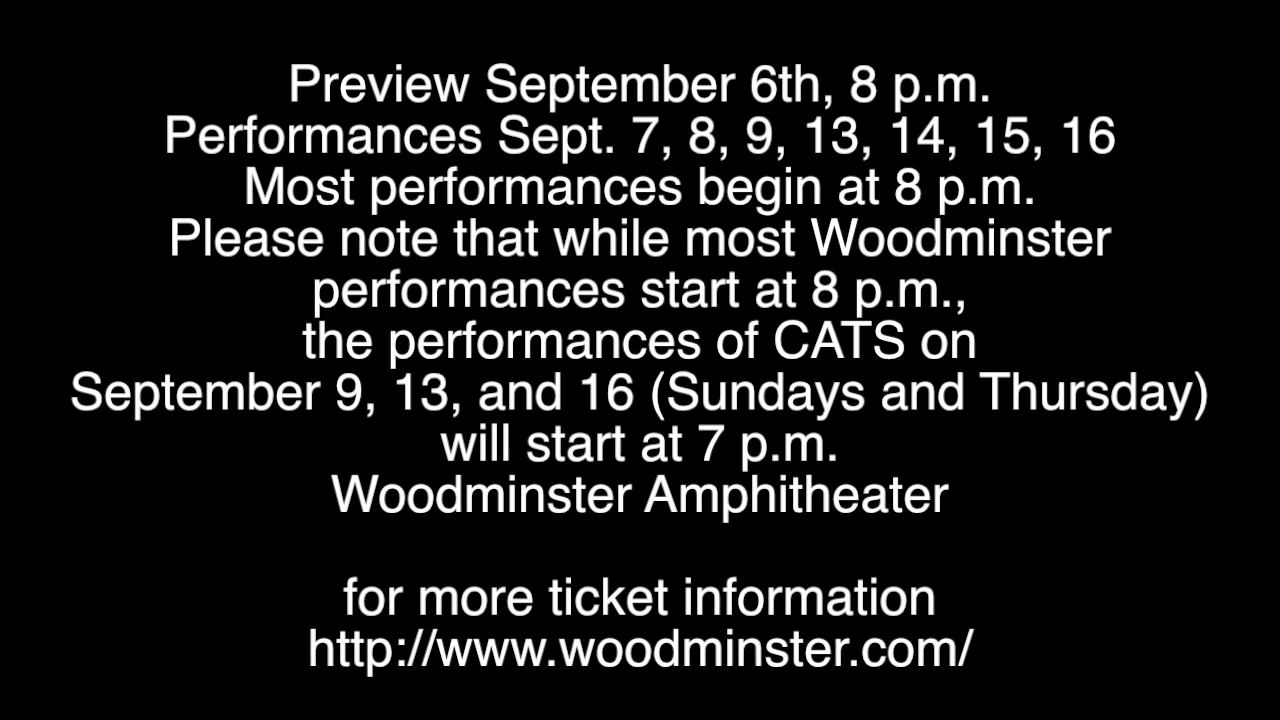 Preview September 6th, 8 p.m.
Performances Sept. 7, 8, 9, 13, 14, 15, 16
Most performances begin at 8 p.m.
Please note that while most Woodminster
performances start at 8 p.m.,
the performances of CATS on
September 9, 13, and 16 (Sundays and Thursday)
will start at 7 p.m.
Woodminster Amphitheater
for more ticket information
http://www.woodminster.com/